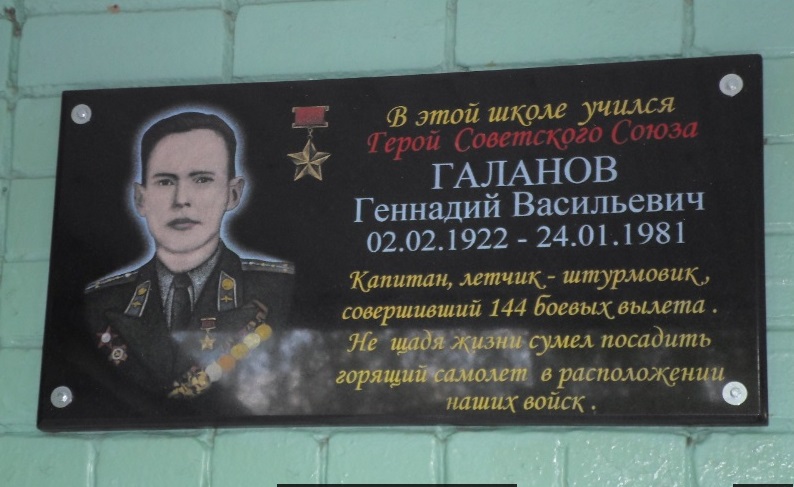 В этой школе учился
Герой Советского Союза
ГАЛАНОВ
Геннадий Васильевич
02.02.1922 - 24.01.1981
Капитан, летчик - штурмовик,
совершивший 144 боевых вылета.
Не щадя жизни сумел посадить
горящий самолет в расположении
наших войск.